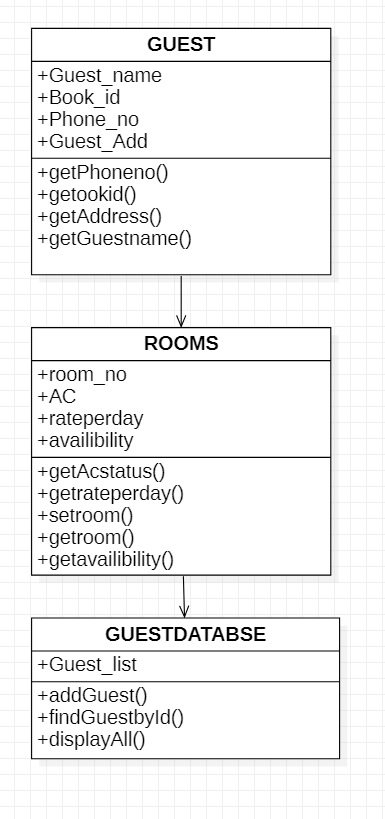 GUEST
+Guest_name
+Book_id
+Phone_no
+Guest_Add
+getPhoneno()
+getookid()
+getAddress()
+getGuestname()
ROOMS
+room_no
+AC
+rateperday
+availibility
+getAcstatus()
+getrateperday()
+setroom()
+getroom()
+getavailibility()
GUESTDATABSE
+Guest_list
+addGuest()
+findGuestbyId()
+displayAll()